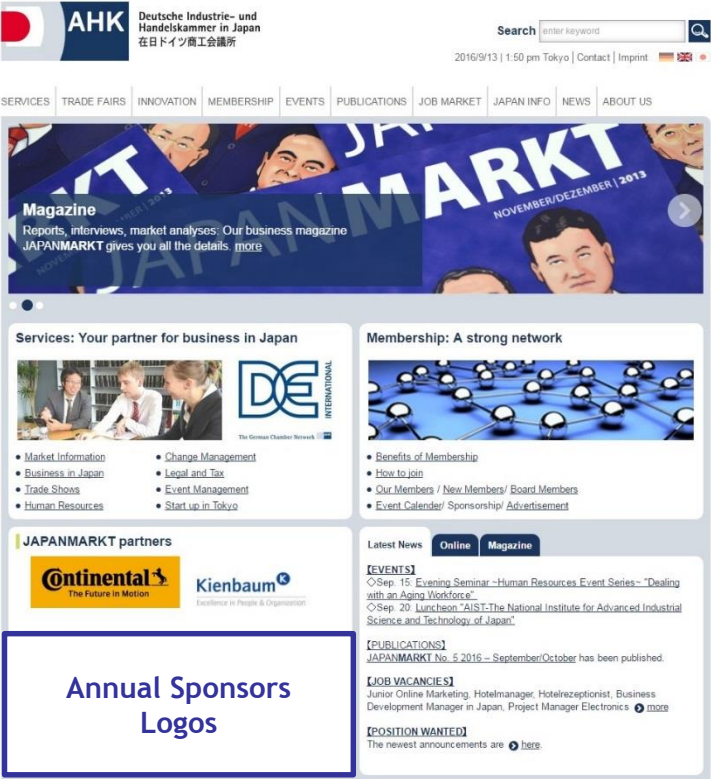 AHK
Deutsche Industrie- und
Handelskammer in Japan
在日ドイツ商工会議所
Search enter keyword
2016/9/13 | 1:50 pm Tokyo | Contact | Imprint
SERVICES TRADE FAIRS INNOVATION MEMBERSHIP EVENTS PUBLICATIONS JOB MARKET JAPAN INFO NEWS ABOUT US
JAPANMARKT
NOVEMBER/DEZEMBER | 2013
Magazine
Reports, interviews, market analyses: Our business magazine
JAPANMARKT gives you all the details. more
Services: Your partner for business in Japan
DE
INTERNATIONAL
The German Chamber Network
• Market Information • Change Management
• Business in Japan • Legal and Tax
• Trade Shows • Event Management
• Human Resources • Start up in Tokyo
Membership: A strong network
• Benefits of Membership
• How to join
• Our Members / New Members/ Board Members
• Event Calender/ Sponsorship/ Advertisement
JAPANMARKT partners
Continental
The Future in Motion
Kienbaum
Excellence in People & Organization
Annual Sponsors
Logos
Latest News Online Magazine
【EVENTS】
◇Sep. 15: Evening Seminar ~Human Resources Event Series~ "Dealing
with an Aging Workforce"
◇Sep. 20: Luncheon "AIST-The National Institute for Advanced Industrial
Science and Technology of Japan"
【PUBLICATIONS】
JAPANMARKT No. 5 2016 – September/October has been published.
【JOB VACANCIES】
Junior Online Marketing, Hotelmanager, Hotelrezeptionist, Business
Development Manager in Japan, Project Manager Electronics more
【POSITION WANTED】
The newest announcements are here.